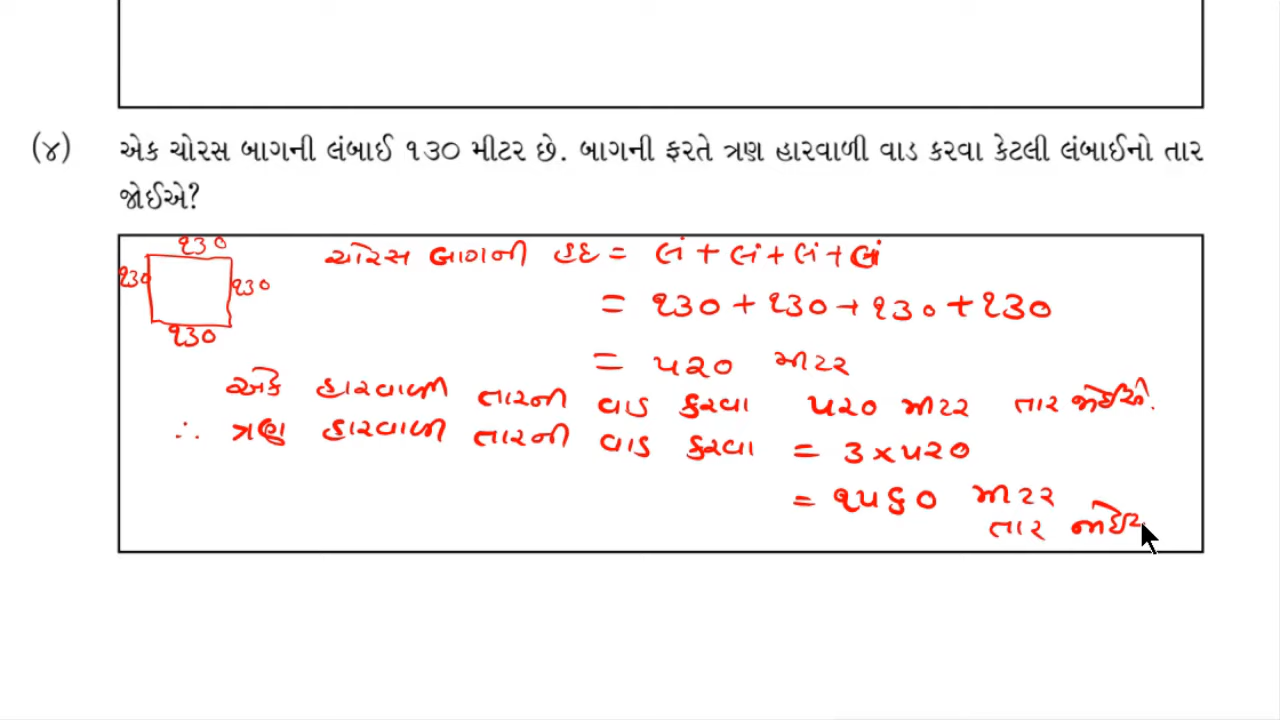 (૪) એક ચોરસ બાગની લંબાઈ ૧૩૦ મીટર છે. બાગની ફરતે ત્રણ હારવાળી વાડ કરવા કેટલી લંબાઈનો તાર
જોઈએ?
૧૩૦
૧૩૦
૧૩૦
૧૩૦
ચોરસ બાગની હદ = લં + લં + લં + લં
= ૧૩૦ + ૧૩૦ + ૧૩૦ + ૧૩૦
= ૫૨૦ મીટર
એક હારવાળી તારની વાડ કરવા ૫૨૦ મીટર તાર જોઈએ.
∴ ત્રણ હારવાળી તારની વાડ કરવા = ૩ × ૫૨૦
= ૧૫૬૦ મીટર
તાર